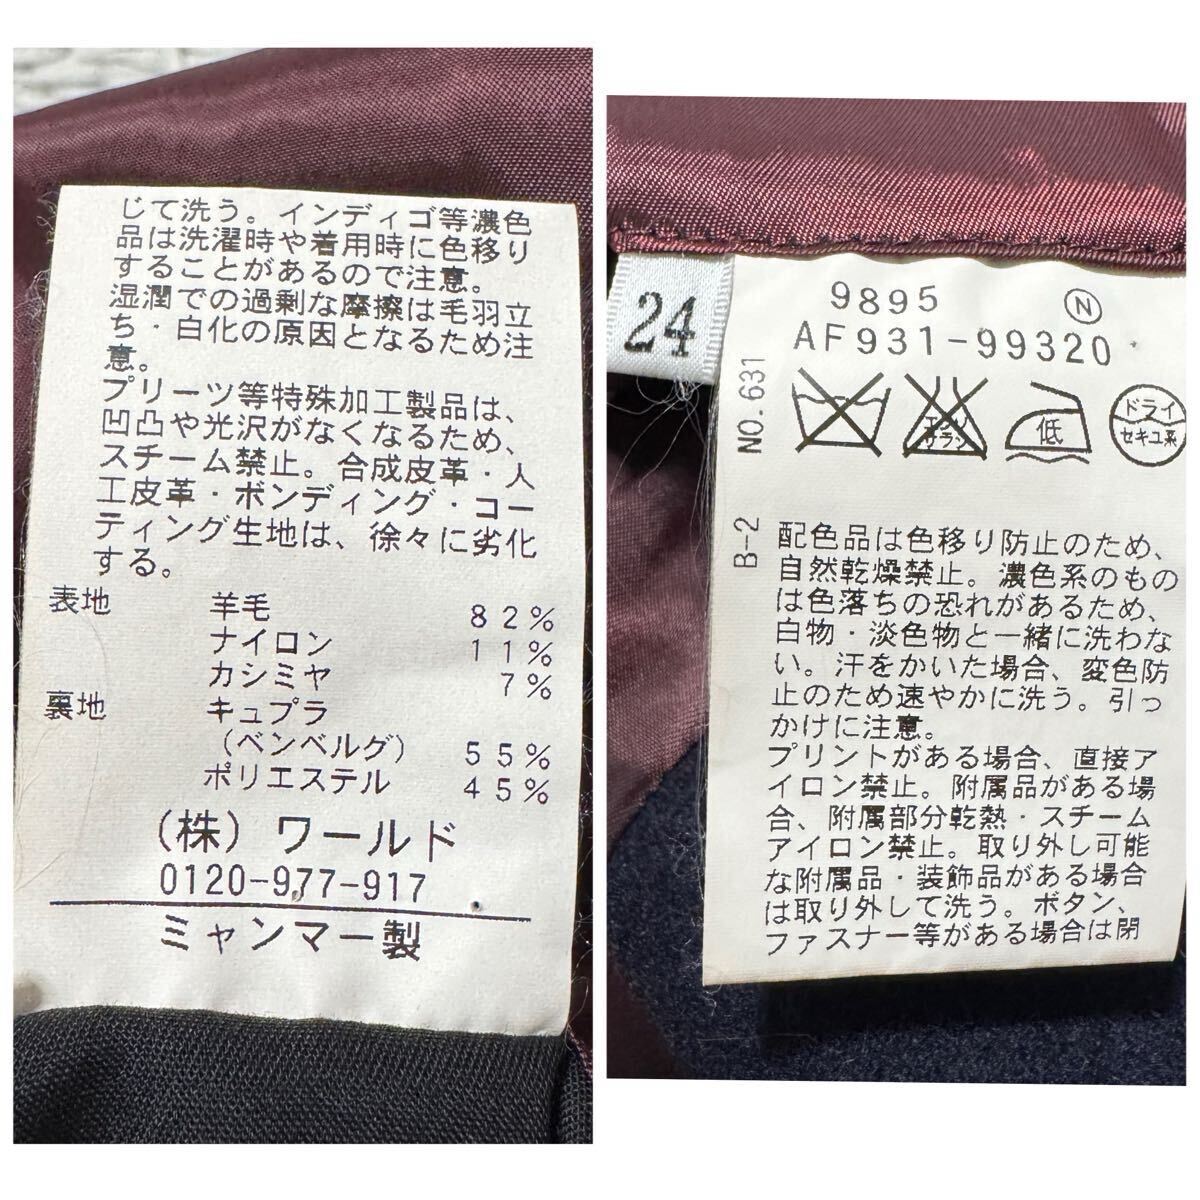 じて洗う。インディゴ等濃色
品は洗濯時や着用時に色移り
することがあるので注意。
湿潤での過剰な摩擦は毛羽立
ち・白化の原因となるため注
意。
プリーツ等特殊加工製品は、
凹凸や光沢がなくなるため、
スチーム禁止。合成皮革・人
工皮革・ボンディング・コー
ティング生地は、徐々に劣化
する。
表地 羊毛 82%
ナイロン 11%
カシミヤ 7%
裏地 キュプラ
(ベンベルグ) 55%
ポリエステル 45%
(株)ワールド
0120-977-917
ミャンマー製
24
9895 N
AF931-99320
NO.631
エンソ
サラシ
低
ドライ
セキユ系
B-2
配色品は色移り防止のため、
自然乾燥禁止。濃色系のもの
は色落ちの恐れがあるため、
白物・淡色物と一緒に洗わな
い。汗をかいた場合、変色防
止のため速やかに洗う。引っ
かけに注意。
プリントがある場合、直接ア
イロン禁止。附属品がある場
合、附属部分乾熱・スチーム
アイロン禁止。取り外し可能
な附属品・装飾品がある場合
は取り外して洗う。ボタン、
ファスナー等がある場合は閉